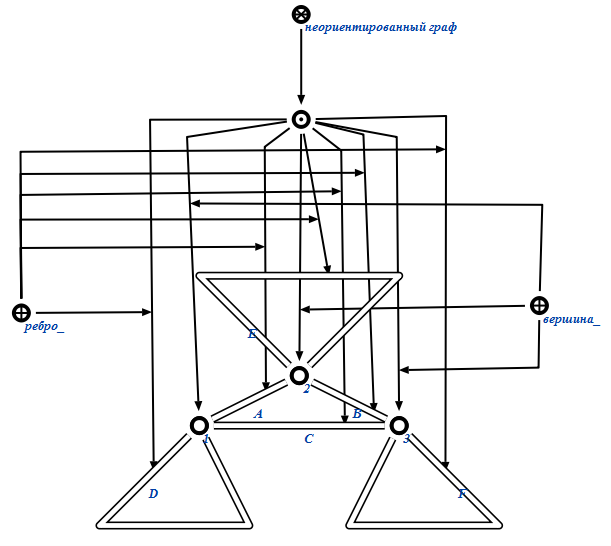 неориентированный граф
ребро_
вершина_
E
2
A
B
1
C
3
D
F